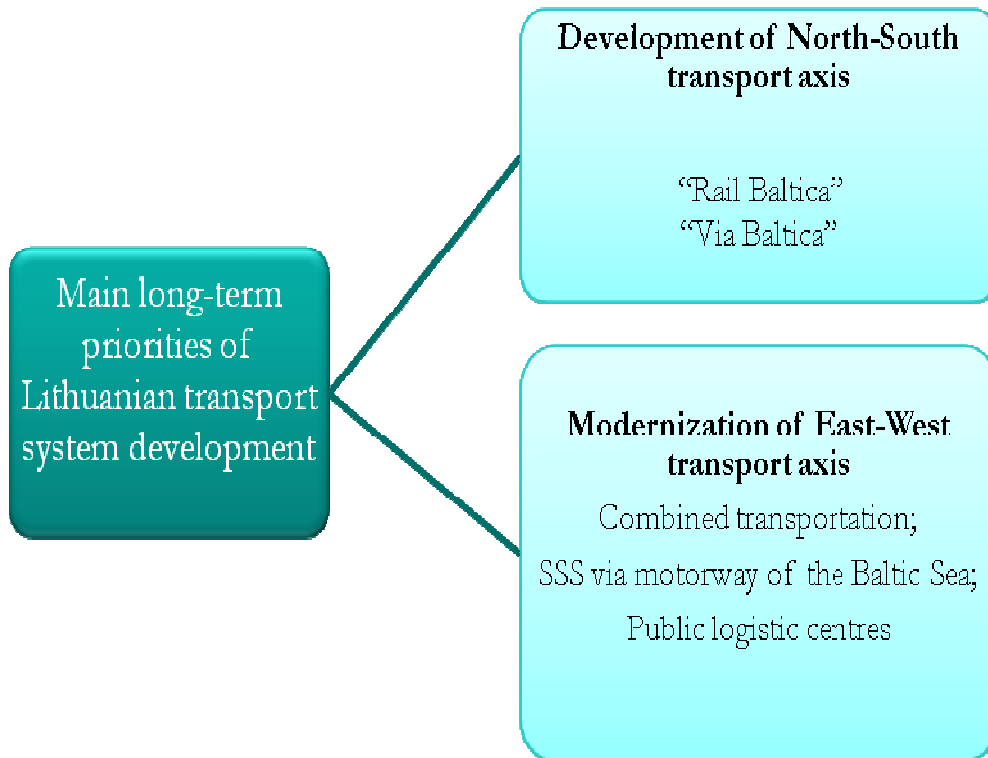 Main long-term
priorities of
Lithuanian transport
system development
Development of North-South
transport axis
“Rail Baltica”
“Via Baltica”
Modernization of East-West
transport axis
Combined transportation;
SSS via motorway of the Baltic Sea;
Public logistic centres